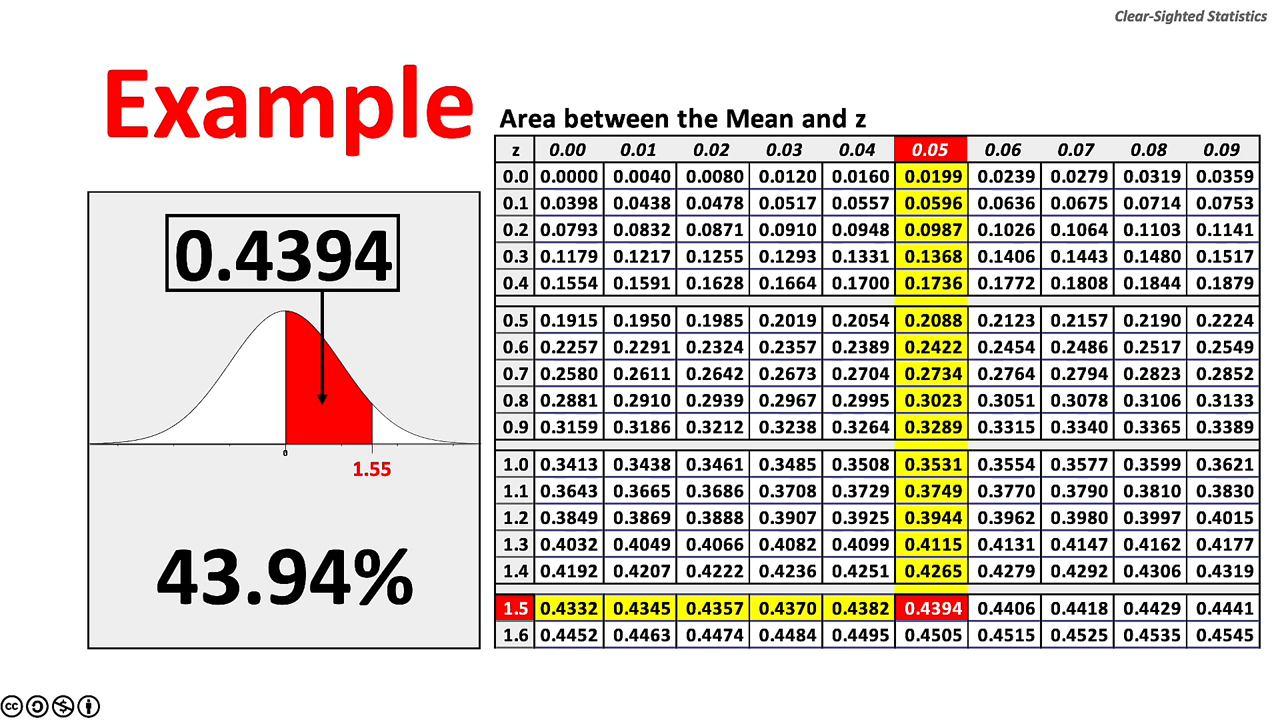 Clear-Sighted Statistics
Example
0.4394
0
1.55
43.94%
Area between the Mean and z
z 0.00 0.01 0.02 0.03 0.04 0.05 0.06 0.07 0.08 0.09
0.0 0.0000 0.0040 0.0080 0.0120 0.0160 0.0199 0.0239 0.0279 0.0319 0.0359
0.1 0.0398 0.0438 0.0478 0.0517 0.0557 0.0596 0.0636 0.0675 0.0714 0.0753
0.2 0.0793 0.0832 0.0871 0.0910 0.0948 0.0987 0.1026 0.1064 0.1103 0.1141
0.3 0.1179 0.1217 0.1255 0.1293 0.1331 0.1368 0.1406 0.1443 0.1480 0.1517
0.4 0.1554 0.1591 0.1628 0.1664 0.1700 0.1736 0.1772 0.1808 0.1844 0.1879
0.5 0.1915 0.1950 0.1985 0.2019 0.2054 0.2088 0.2123 0.2157 0.2190 0.2224
0.6 0.2257 0.2291 0.2324 0.2357 0.2389 0.2422 0.2454 0.2486 0.2517 0.2549
0.7 0.2580 0.2611 0.2642 0.2673 0.2704 0.2734 0.2764 0.2794 0.2823 0.2852
0.8 0.2881 0.2910 0.2939 0.2967 0.2995 0.3023 0.3051 0.3078 0.3106 0.3133
0.9 0.3159 0.3186 0.3212 0.3238 0.3264 0.3289 0.3315 0.3340 0.3365 0.3389
1.0 0.3413 0.3438 0.3461 0.3485 0.3508 0.3531 0.3554 0.3577 0.3599 0.3621
1.1 0.3643 0.3665 0.3686 0.3708 0.3729 0.3749 0.3770 0.3790 0.3810 0.3830
1.2 0.3849 0.3869 0.3888 0.3907 0.3925 0.3944 0.3962 0.3980 0.3997 0.4015
1.3 0.4032 0.4049 0.4066 0.4082 0.4099 0.4115 0.4131 0.4147 0.4162 0.4177
1.4 0.4192 0.4207 0.4222 0.4236 0.4251 0.4265 0.4279 0.4292 0.4306 0.4319
1.5 0.4332 0.4345 0.4357 0.4370 0.4382 0.4394 0.4406 0.4418 0.4429 0.4441
1.6 0.4452 0.4463 0.4474 0.4484 0.4495 0.4505 0.4515 0.4525 0.4535 0.4545
cc